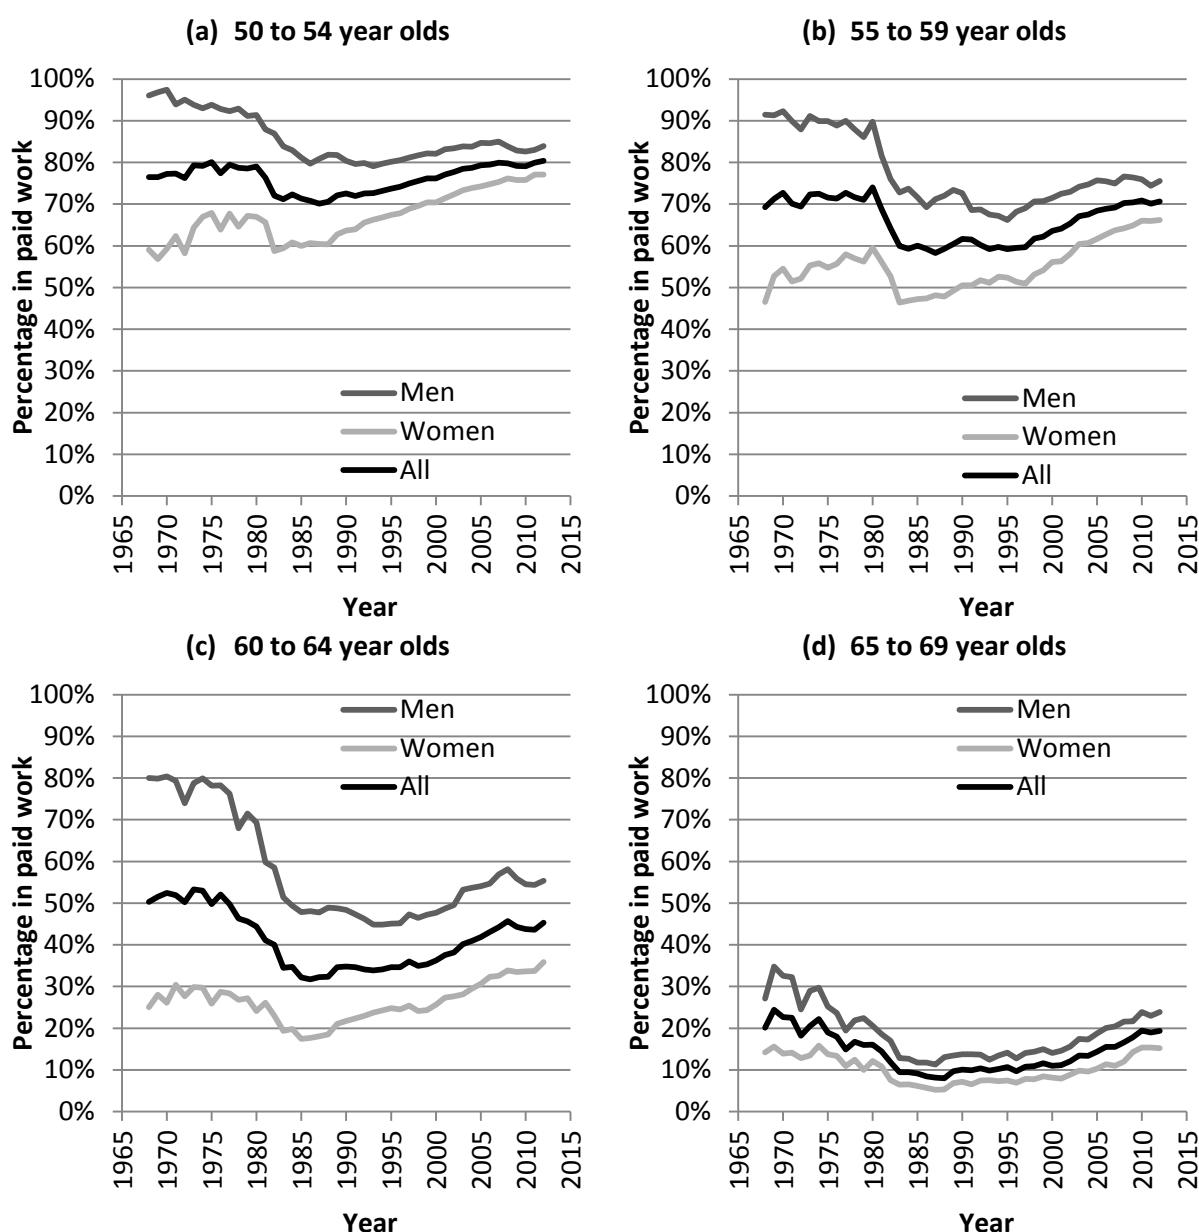 (a) 50 to 54 year olds
100%
90%
80%
70%
60%
50%
40%
30%
20%
10%
0%
Percentage in paid work
Men
Women
All
1965 1970 1975 1980 1985 1990 1995 2000 2005 2010 2015
Year
(b) 55 to 59 year olds
100%
90%
80%
70%
60%
50%
40%
30%
20%
10%
0%
Percentage in paid work
Men
Women
All
1965 1970 1975 1980 1985 1990 1995 2000 2005 2010 2015
Year
(c) 60 to 64 year olds
100%
90%
80%
70%
60%
50%
40%
30%
20%
10%
0%
Percentage in paid work
Men
Women
All
1965 1970 1975 1980 1985 1990 1995 2000 2005 2010 2015
Year
(d) 65 to 69 year olds
100%
90%
80%
70%
60%
50%
40%
30%
20%
10%
0%
Percentage in paid work
Men
Women
All
1965 1970 1975 1980 1985 1990 1995 2000 2005 2010 2015
Year